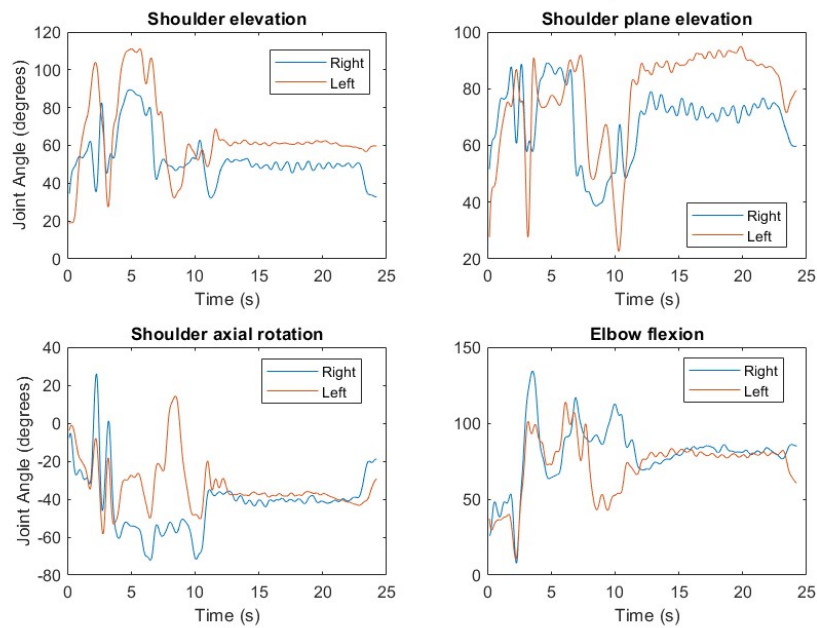 Shoulder elevation
120
100
80
60
40
20
0
Joint Angle (degrees)
0 5 10 15 20 25
Time (s)
Right
Left
Shoulder plane elevation
100
80
60
40
20
0 5 10 15 20 25
Time (s)
Right
Left
Shoulder axial rotation
40
20
0
-20
-40
-60
-80
Joint Angle (degrees)
0 5 10 15 20 25
Time (s)
Right
Left
Elbow flexion
150
100
50
0
0 5 10 15 20 25
Time (s)
Right
Left